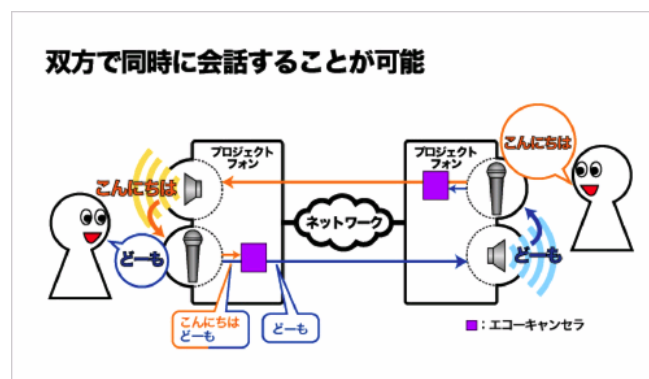 双方で同時に会話することが可能
プロジェクト
フォン
プロジェクト
フォン
こんにちは
こんにちは
ネットワーク
どーも
どーも
こんにちは
どーも
どーも
：エコーキャンセラ